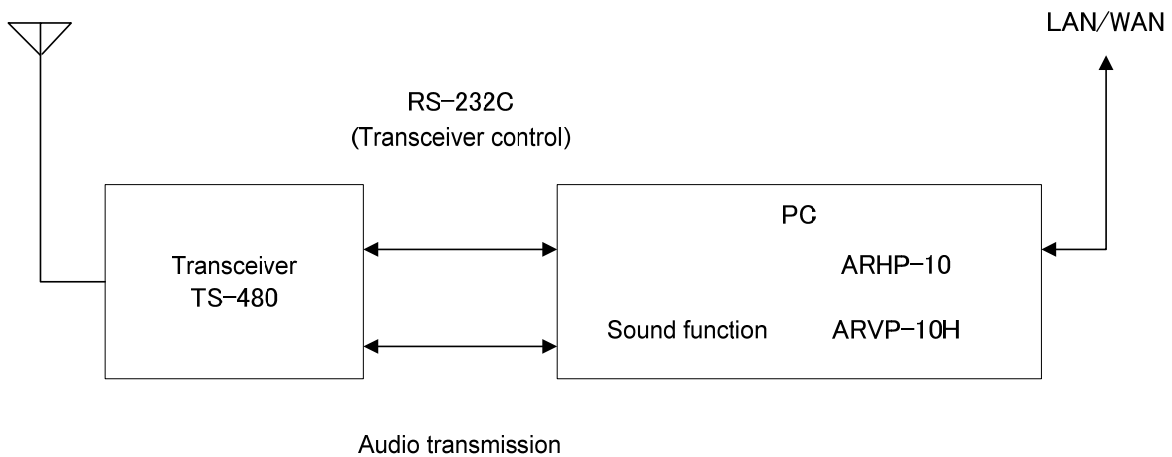 LAN/WAN
RS-232C
(Transceiver control)
PC
Transceiver
TS-480
ARHP-10
Sound function
ARVP-10H
Audio transmission